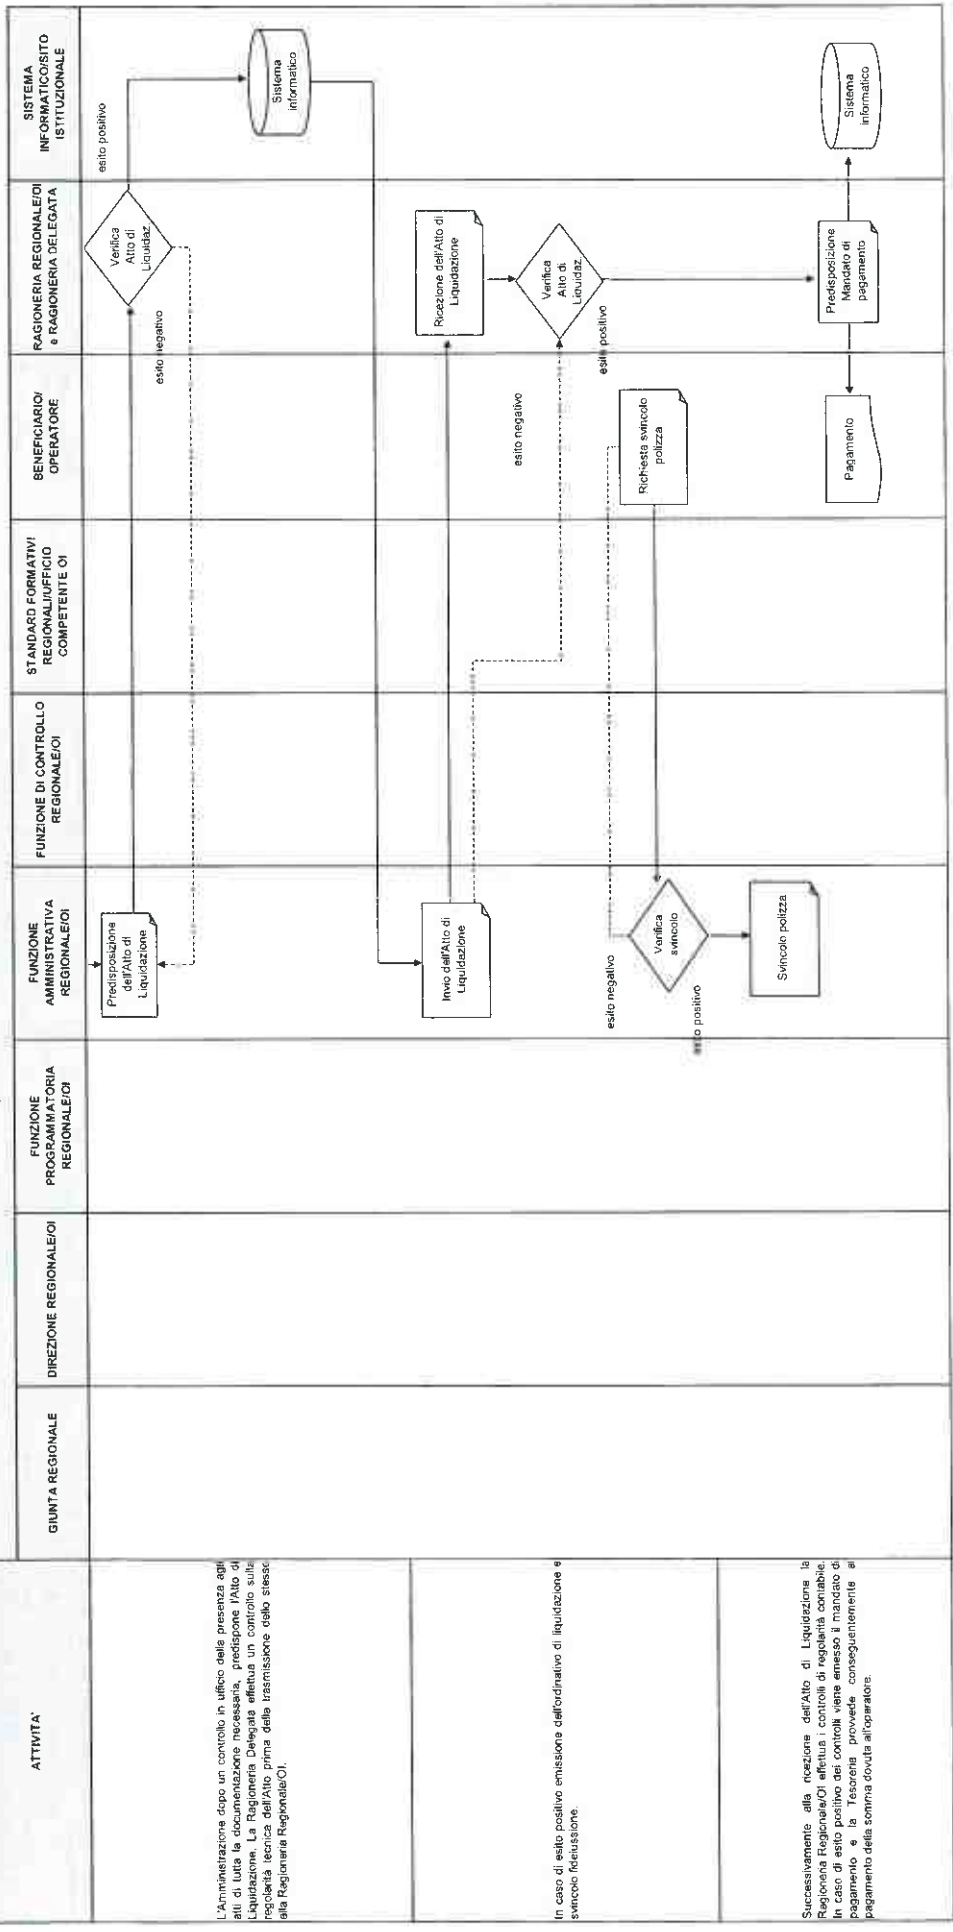 ATTIVITA'
GIUNTA REGIONALE
DIREZIONE REGIONALE/OI
FUNZIONE
PROGRAMMATORIA
REGIONALE/OI
FUNZIONE
AMMINISTRATIVA
REGIONALE/OI
FUNZIONE DI CONTROLLO
REGIONALE/OI
STANDARD FORMATIVI
REGIONALI/UFFICIO
COMPETENTE OI
BENEFICIARIO/
OPERATORE
RAGIONERIA REGIONALE/OI
e RAGIONERIA DELEGATA
SISTEMA
INFORMATICO/SITO
ISTITUZIONALE
L'Amministrazione dopo un controllo in ufficio della presenza agli
atti di tutta la documentazione necessaria, predispone l'Atto di
Liquidazione. La Ragioneria Delegata effettua un controllo sulla
regolarità tecnica dell'Atto prima della trasmissione dello stesso
alla Ragioneria Regionale/OI.
Predisposizione
dell'Atto di
Liquidazione
esito negativo
Verifica
Atto di
Liquidaz.
esito positivo
Sistema
informatico
In caso di esito positivo emissione dell'ordinativo di liquidazione e
svincolo fideiussione.
Invio dell'Atto di
Liquidazione
Ricezione dell'Atto di
Liquidazione
esito negativo
Verifica
Atto di
Liquidaz.
esito positivo
Richiesta svincolo
polizza
esito negativo
Verifica
svincolo
esito positivo
Svincolo polizza
Successivamente alla ricezione dell'Atto di Liquidazione la
Ragioneria Regionale/OI effettua i controlli di regolarità contabile.
In caso di esito positivo dei controlli viene emesso il mandato di
pagamento e la Tesoreria provvede conseguentemente al
pagamento della somma dovuta all'operatore.
Pagamento
Predisposizione
Mandato di
pagamento
Sistema
informatico